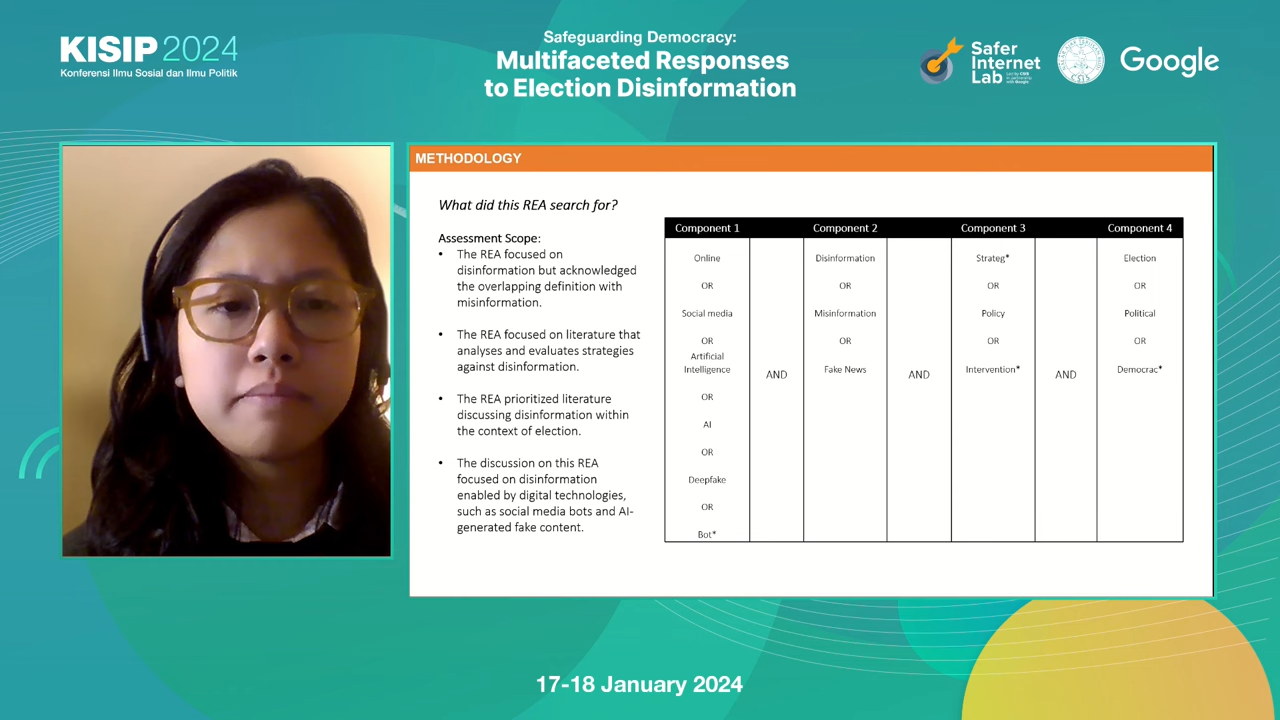 KISIP 2024
Konferensi Ilmu Sosial dan Ilmu Politik
Safeguarding Democracy:
Multifaceted Responses
to Election Disinformation
Safer
Internet
Lab
CSIS
Google
METHODOLOGY
What did this REA search for?
Assessment Scope:
• The REA focused on
disinformation but acknowledged
the overlapping definition with
misinformation.
• The REA focused on literature that
analyses and evaluates strategies
against disinformation.
• The REA prioritized literature
discussing disinformation within
the context of election.
• The discussion on this REA
focused on disinformation
enabled by digital technologies,
such as social media bots and AI-
generated fake content.
Component 1 Component 2 Component 3 Component 4
Online Disinformation Strateg* Election
OR OR OR OR
Social media Misinformation Policy Political
OR OR OR OR
Artificial
Intelligence Fake News Intervention* Democrac*
AND AND AND
OR
AI
OR
Deepfake
OR
Bot*
17-18 January 2024